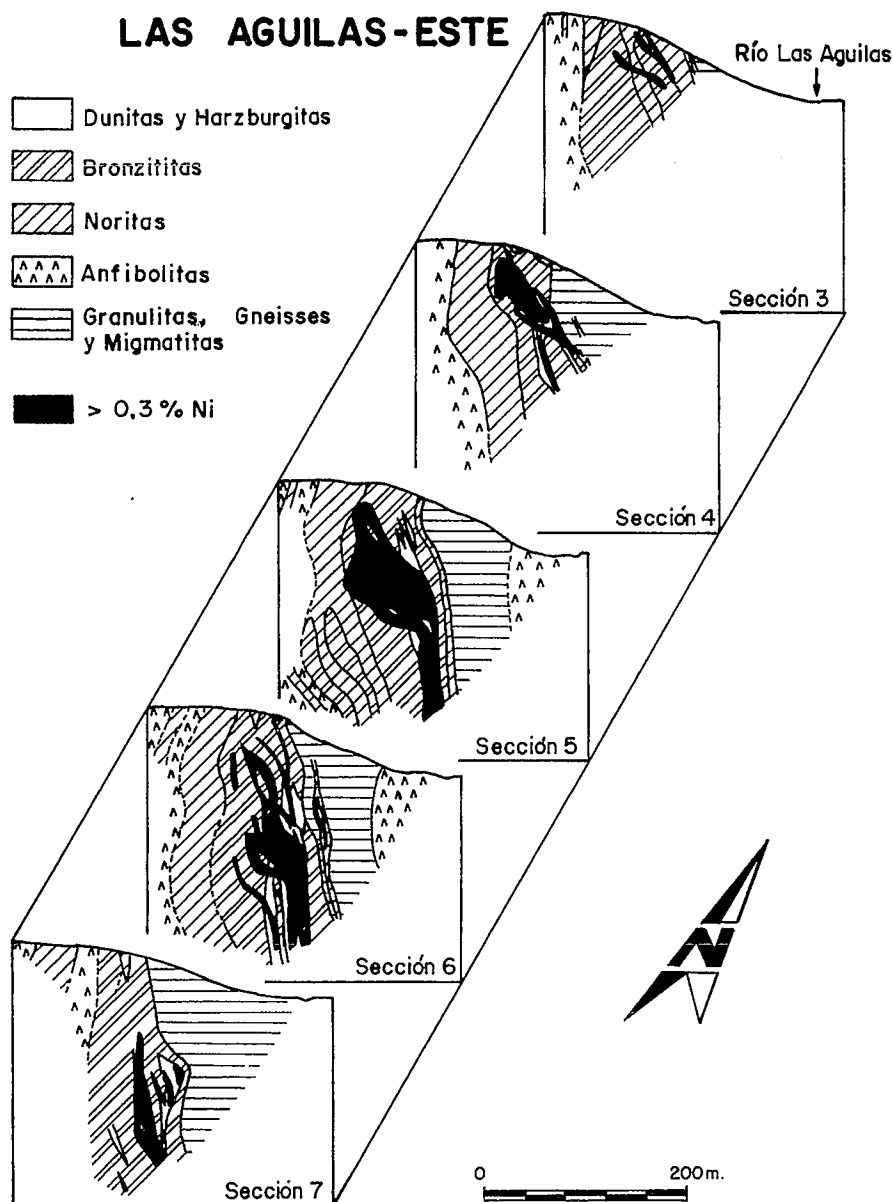 LAS AGUILAS-ESTE
Río Las Aguilas
Dunitas y Harzburgitas
Bronzititas
Noritas
Anfibolitas
Granulitas, Gneisses
y Migmatitas
> 0,3 % Ni
Sección 3
Sección 4
Sección 5
Sección 6
Sección 7
N
0 200 m.